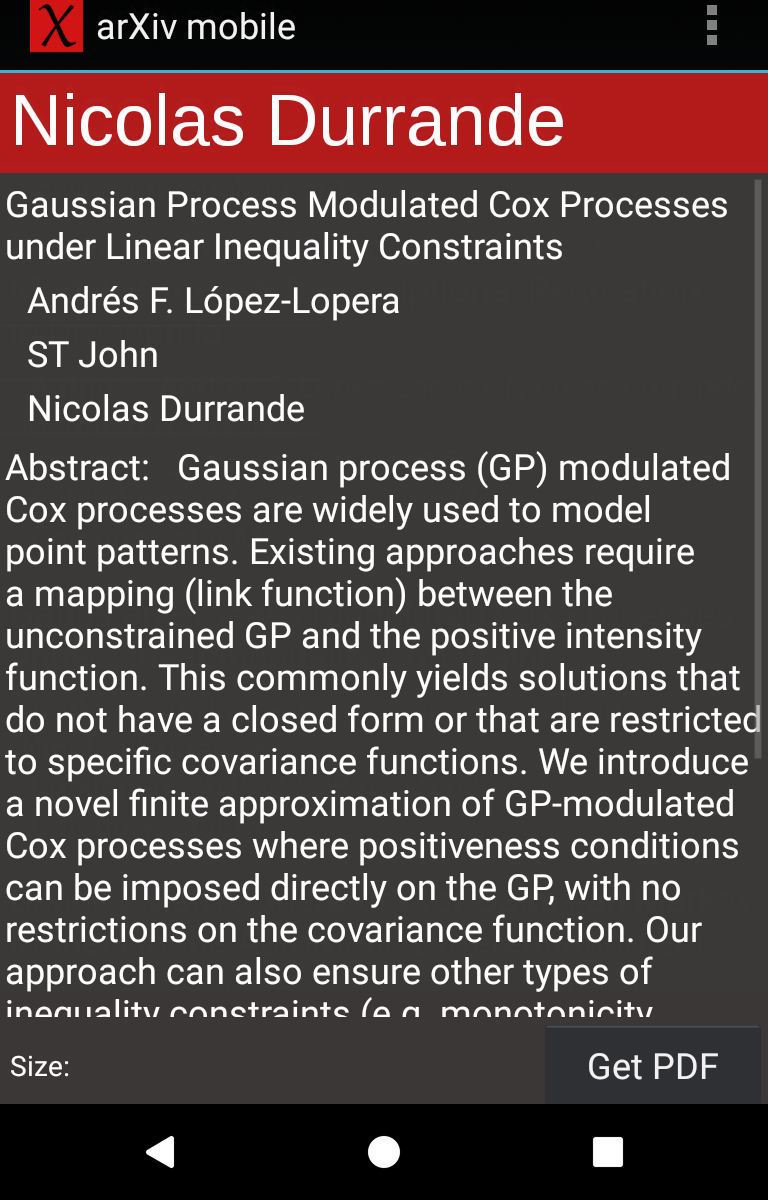 arXiv mobile
Nicolas Durrande
Gaussian Process Modulated Cox Processes
under Linear Inequality Constraints
Andrés F. López-Lopera
ST John
Nicolas Durrande
Abstract: Gaussian process (GP) modulated
Cox processes are widely used to model
point patterns. Existing approaches require
a mapping (link function) between the
unconstrained GP and the positive intensity
function. This commonly yields solutions that
do not have a closed form or that are restricted
to specific covariance functions. We introduce
a novel finite approximation of GP-modulated
Cox processes where positiveness conditions
can be imposed directly on the GP, with no
restrictions on the covariance function. Our
approach can also ensure other types of
inequality constraints (e.g. monotonicity,
Size:
Get PDF